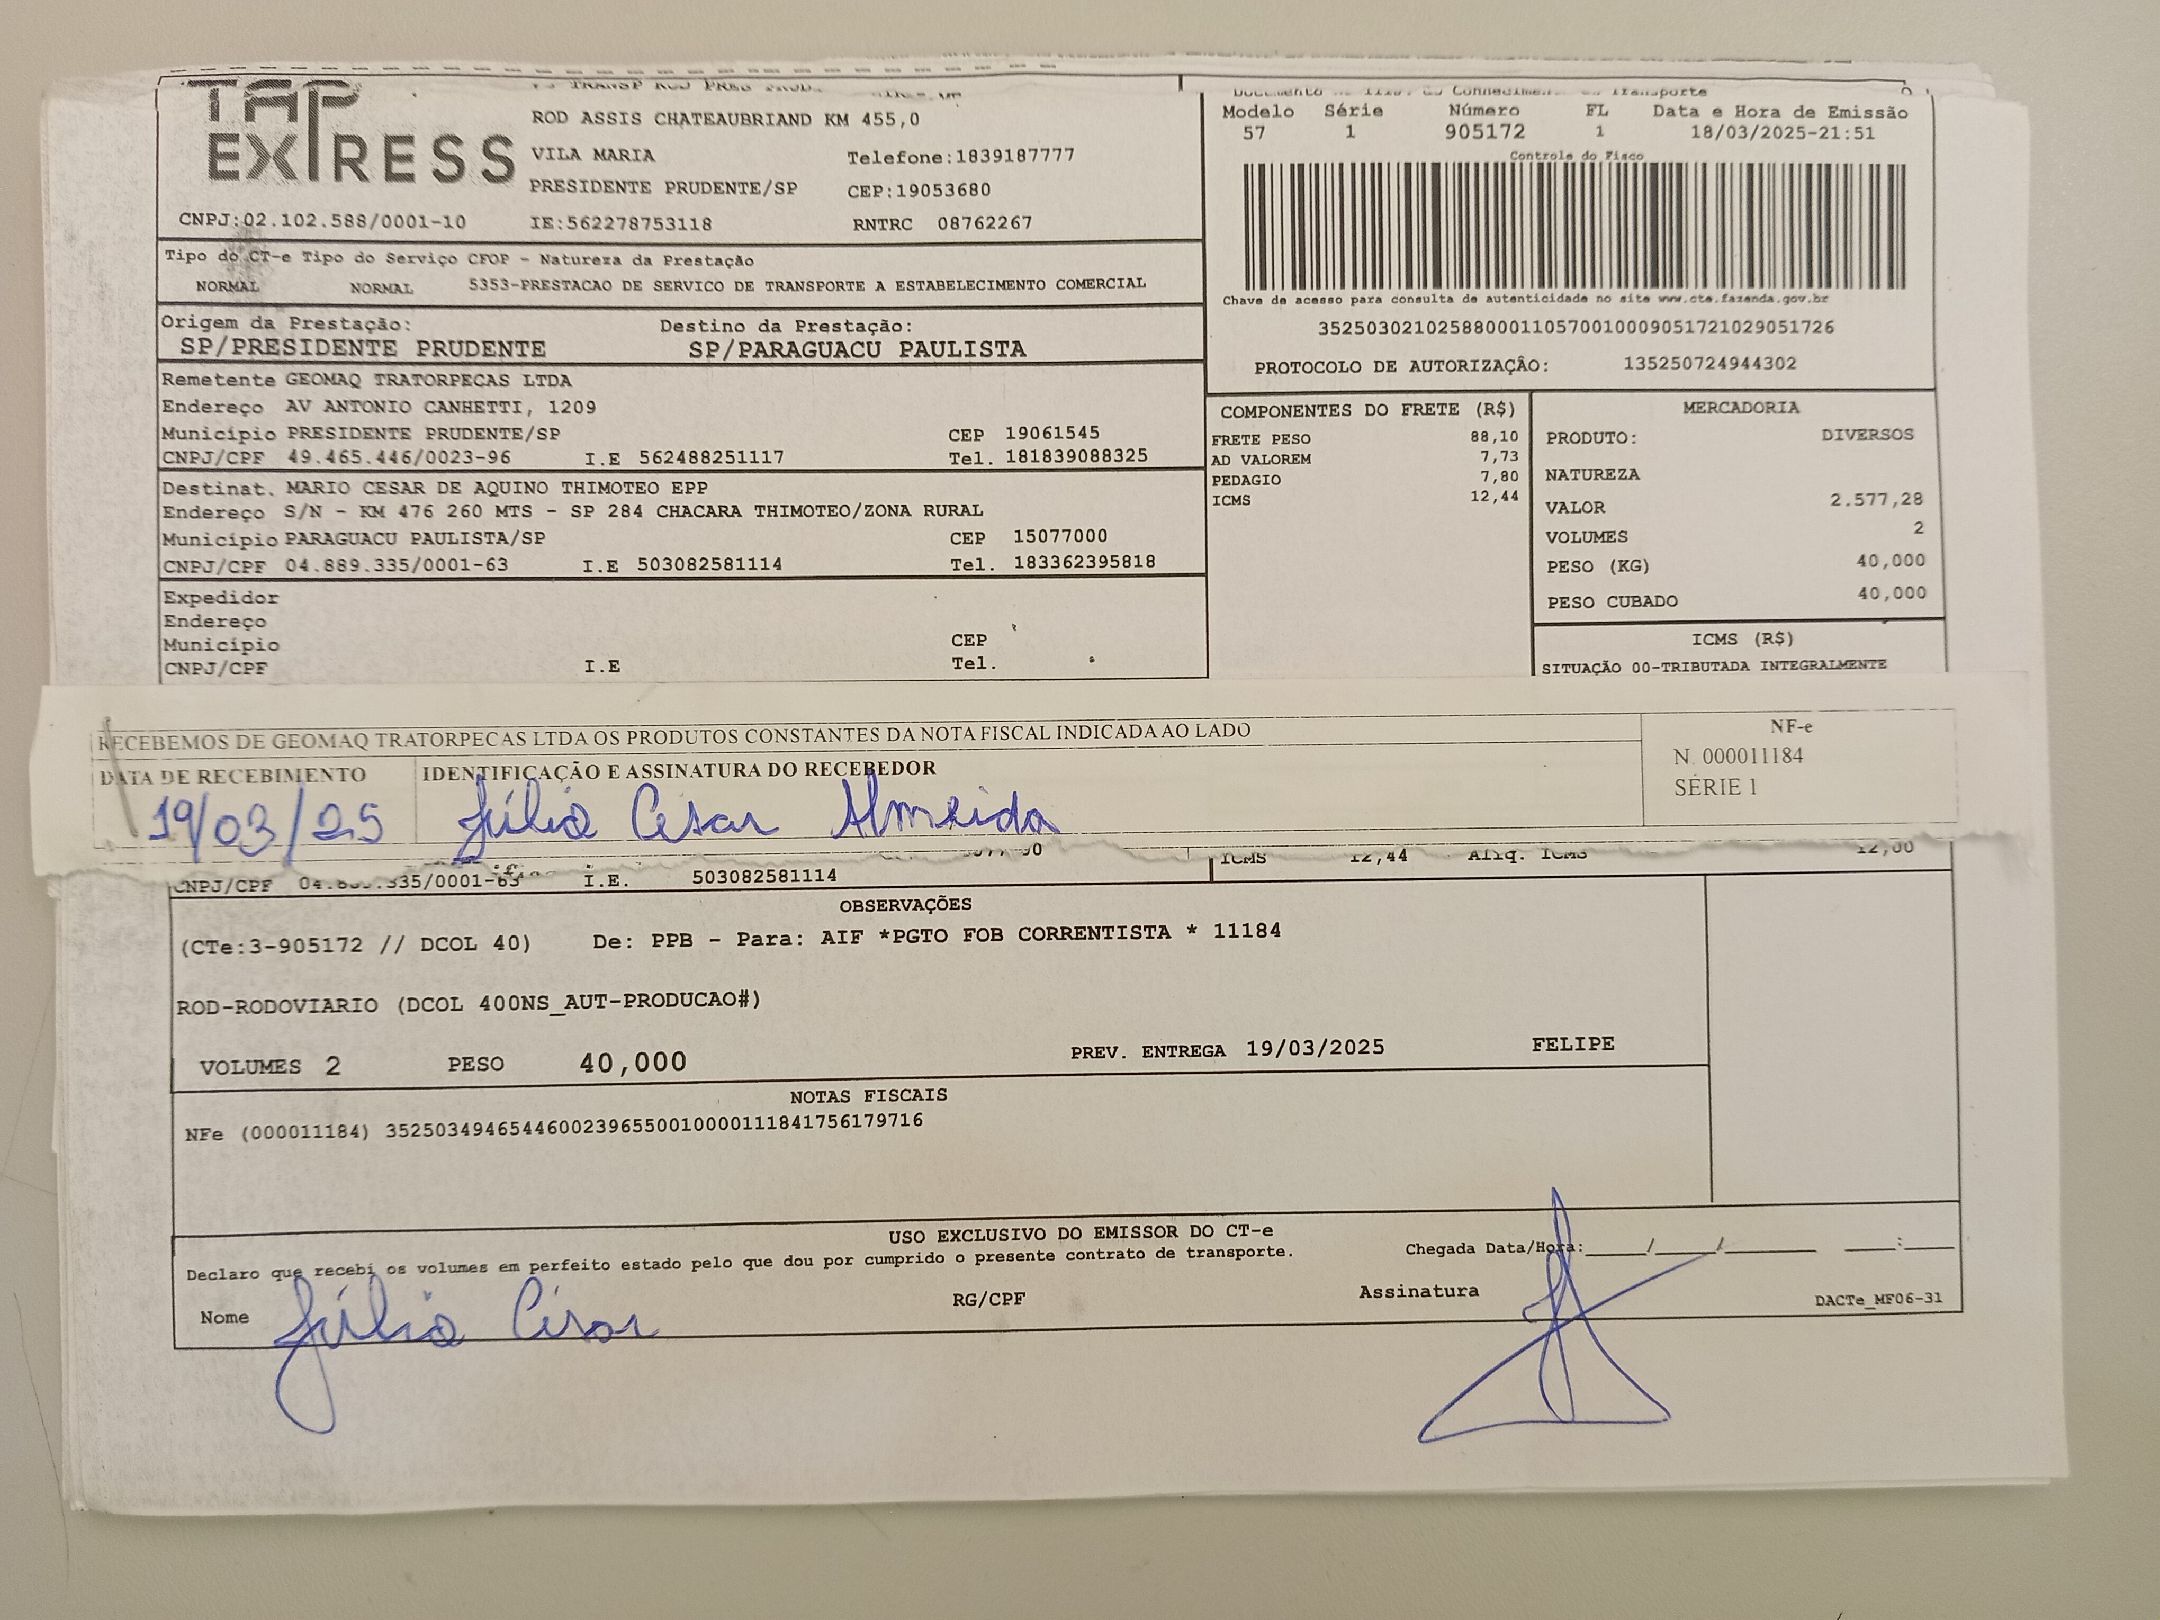 TAP EXPRESS
ROD ASSIS CHATEAUBRIAND KM 455,0
VILA MARIA Telefone:1839187777
PRESIDENTE PRUDENTE/SP CEP:19053680
CNPJ:02.102.588/0001-10 IE:562278753118 RNTRC 08762267
Modelo Série Número FL Data e Hora de Emissão
57 1 905172 1 18/03/2025-21:51
Controle do Fisco
Chave de acesso para consulta de autenticidade no site www.cte.fazenda.gov.br
35250302102588000110570010009051721029051726
PROTOCOLO DE AUTORIZAÇÂO: 135250724944302
Tipo do CT-e Tipo do Serviço CFOP - Natureza da Prestação
NORMAL NORMAL 5353-PRESTACAO DE SERVICO DE TRANSPORTE A ESTABELECIMENTO COMERCIAL
Origem da Prestação: Destino da Prestação:
SP/PRESIDENTE PRUDENTE SP/PARAGUACU PAULISTA
Remetente GEOMAQ TRATORPECAS LTDA
Endereço AV ANTONIO CANHETTI, 1209
Município PRESIDENTE PRUDENTE/SP CEP 19061545
CNPJ/CPF 49.465.446/0023-96 I.E 562488251117 Tel. 181839088325
Destinat. MARIO CESAR DE AQUINO THIMOTEO EPP
Endereço S/N - KM 476 260 MTS - SP 284 CHACARA THIMOTEO/ZONA RURAL
Município PARAGUACU PAULISTA/SP CEP 15077000
CNPJ/CPF 04.889.335/0001-63 I.E 503082581114 Tel. 183362395818
Expedidor
Endereço
Município CEP
CNPJ/CPF I.E Tel.
COMPONENTES DO FRETE (R$)
FRETE PESO 88,10
AD VALOREM 7,73
PEDAGIO 7,80
ICMS 12,44
MERCADORIA
PRODUTO: DIVERSOS
NATUREZA
VALOR 2.577,28
VOLUMES 2
PESO (KG) 40,000
PESO CUBADO 40,000
ICMS (R$)
SITUAÇÃO 00-TRIBUTADA INTEGRALMENTE
RECEBEMOS DE GEOMAQ TRATORPECAS LTDA OS PRODUTOS CONSTANTES DA NOTA FISCAL INDICADA AO LADO
DATA DE RECEBIMENTO IDENTIFICAÇÃO E ASSINATURA DO RECEBEDOR
19/03/25 Júlio César Almeida
NF-e
N. 000011184
SÉRIE 1
ICMS 12,44 Aliq. ICMS 12,00
CNPJ/CPF 04.889.335/0001-63 I.E. 503082581114
OBSERVAÇÕES
(CTe:3-905172 // DCOL 40) De: PPB - Para: AIF *PGTO FOB CORRENTISTA * 11184
ROD-RODOVIARIO (DCOL 400NS_AUT-PRODUCAO#)
VOLUMES 2 PESO 40,000 PREV. ENTREGA 19/03/2025 FELIPE
NOTAS FISCAIS
NFe (000011184) 35250349465446002396550010000111841756179716
USO EXCLUSIVO DO EMISSOR DO CT-e
Declaro que recebi os volumes em perfeito estado pelo que dou por cumprido o presente contrato de transporte. Chegada Data/Hora:____/____/______ ____:____
Nome Júlio César RG/CPF Assinatura DACTe_MF06-31